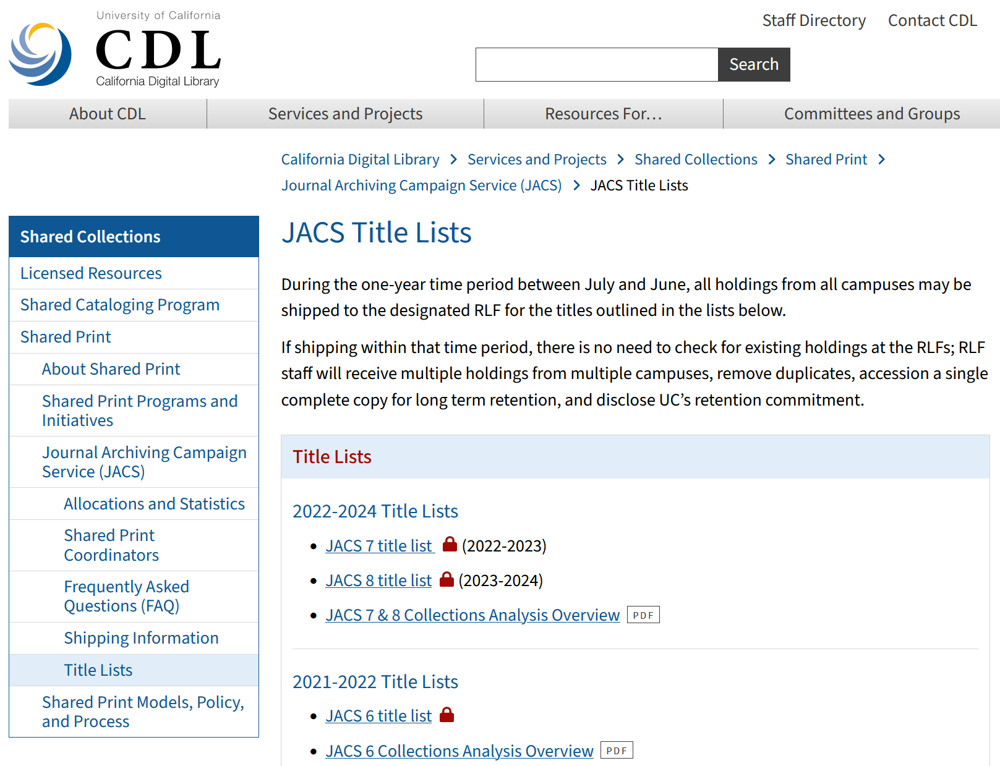 University of California
CDL
California Digital Library
Staff Directory Contact CDL
Search
About CDL Services and Projects Resources For… Committees and Groups
California Digital Library > Services and Projects > Shared Collections > Shared Print >
Journal Archiving Campaign Service (JACS) > JACS Title Lists
Shared Collections
Licensed Resources
Shared Cataloging Program
Shared Print
About Shared Print
Shared Print Programs and
Initiatives
Journal Archiving Campaign
Service (JACS)
Allocations and Statistics
Shared Print
Coordinators
Frequently Asked
Questions (FAQ)
Shipping Information
Title Lists
Shared Print Models, Policy,
and Process
JACS Title Lists
During the one-year time period between July and June, all holdings from all campuses may be
shipped to the designated RLF for the titles outlined in the lists below.
If shipping within that time period, there is no need to check for existing holdings at the RLFs; RLF
staff will receive multiple holdings from multiple campuses, remove duplicates, accession a single
complete copy for long term retention, and disclose UC’s retention commitment.
Title Lists
2022-2024 Title Lists
• JACS 7 title list (2022-2023)
• JACS 8 title list (2023-2024)
• JACS 7 & 8 Collections Analysis Overview PDF
2021-2022 Title Lists
• JACS 6 title list
• JACS 6 Collections Analysis Overview PDF